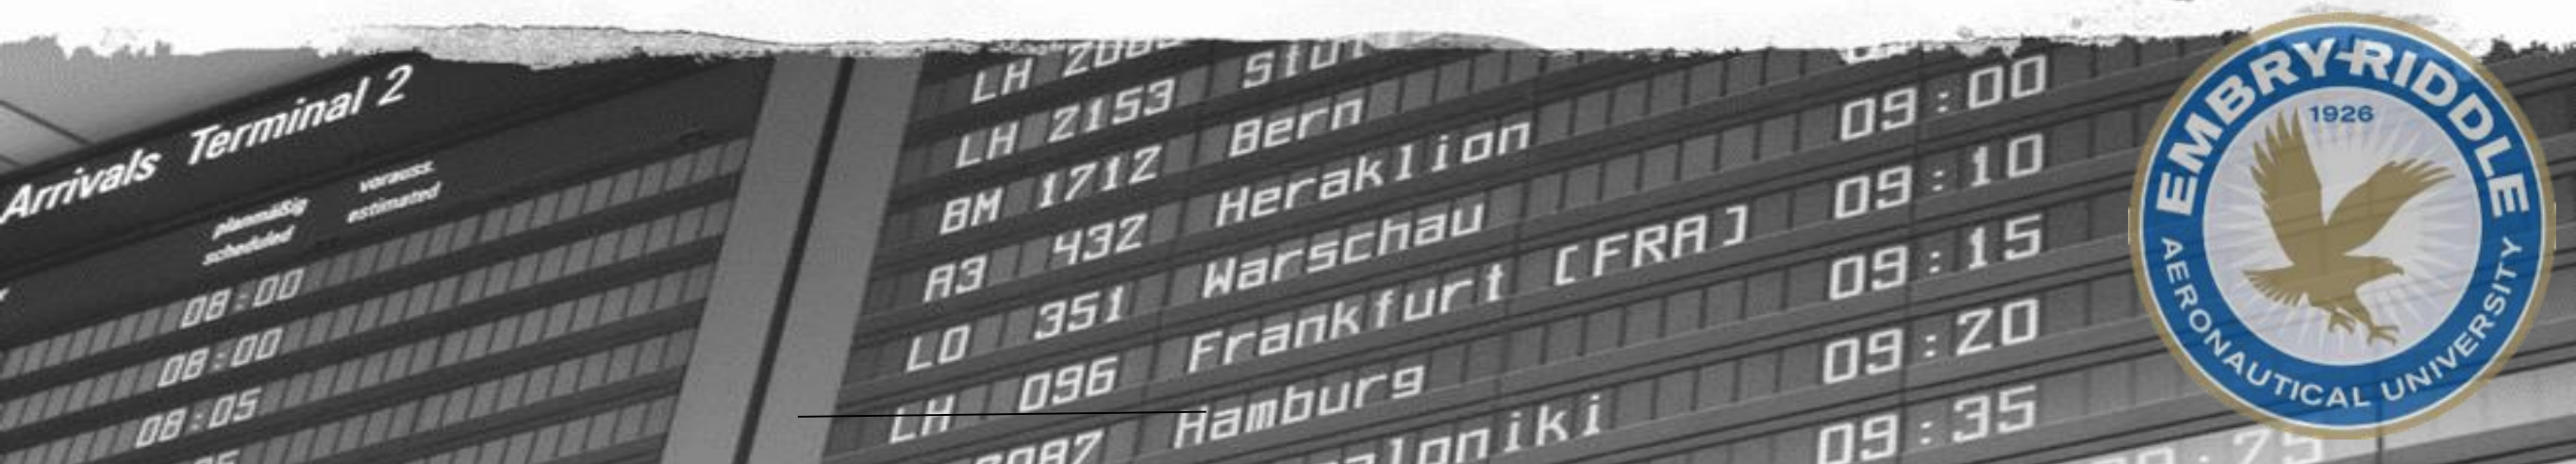 Arrivals Terminal 2
planmäßig vorauss.
scheduled estimated
08:00
08:00
08:05
LH
LH 2153
BM 1712 Bern
A3 432 Heraklion
LO 351 Warschau 09:00
LH 096 Frankfurt [FRA] 09:10
Hamburg 09:15
09:20
09:35
EMBRY-RIDDLE
1926
AERONAUTICAL UNIVERSITY